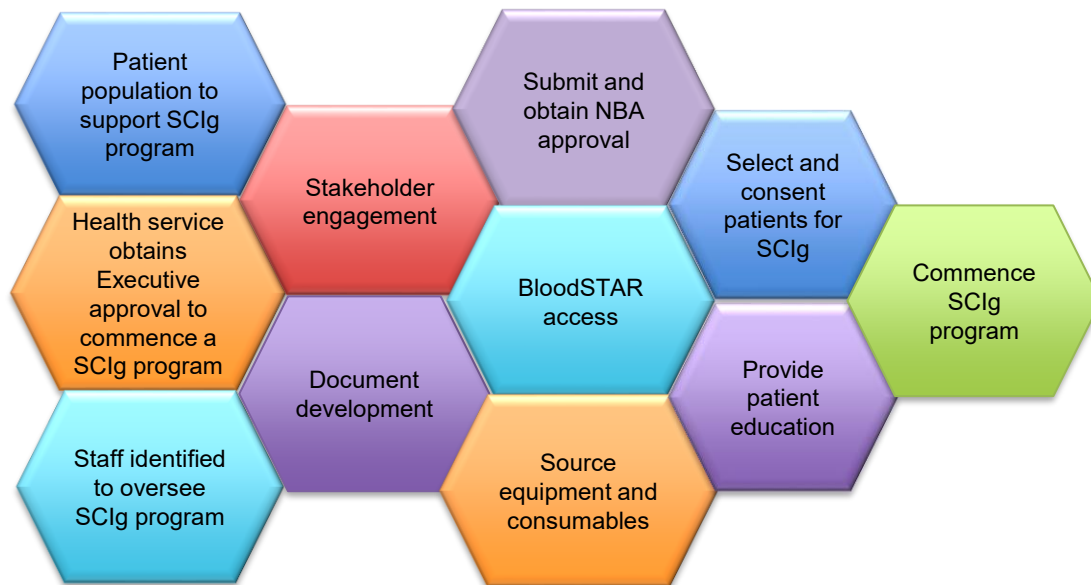 Patient
population to
support SCIg
program
Health service
obtains
Executive
approval to
commence a
SCIg program
Staff identified
to oversee
SCIg program
Stakeholder
engagement
Document
development
Submit and
obtain NBA
approval
BloodSTAR
access
Source
equipment and
consumables
Select and
consent
patients for
SCIg
Provide
patient
education
Commence
SCIg
program